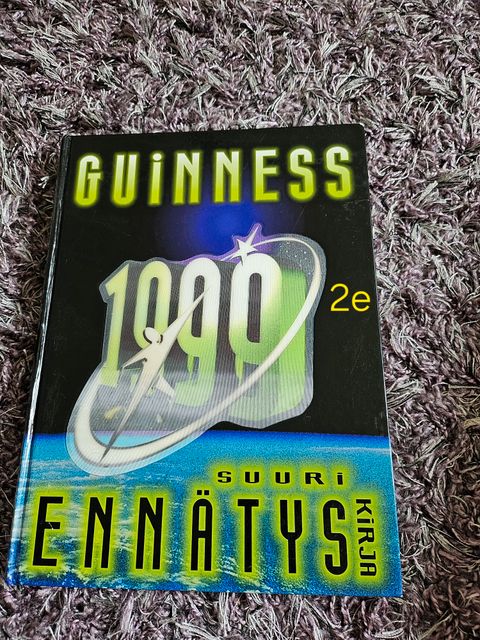 GUiNNESS
1999
2e
SUURi
ENNÄTYS
KiRJA